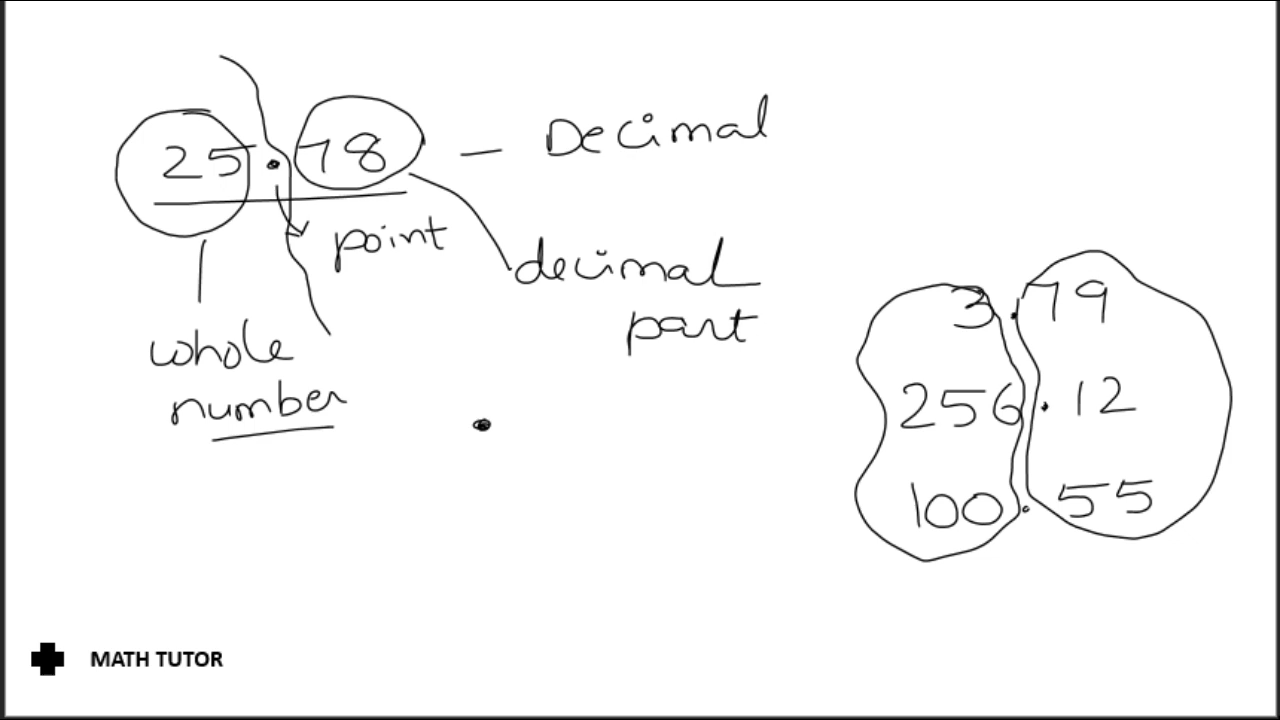 25.78 – Decimal
point
decimal
part
whole
number
3.79
256.12
100.55
MATH TUTOR